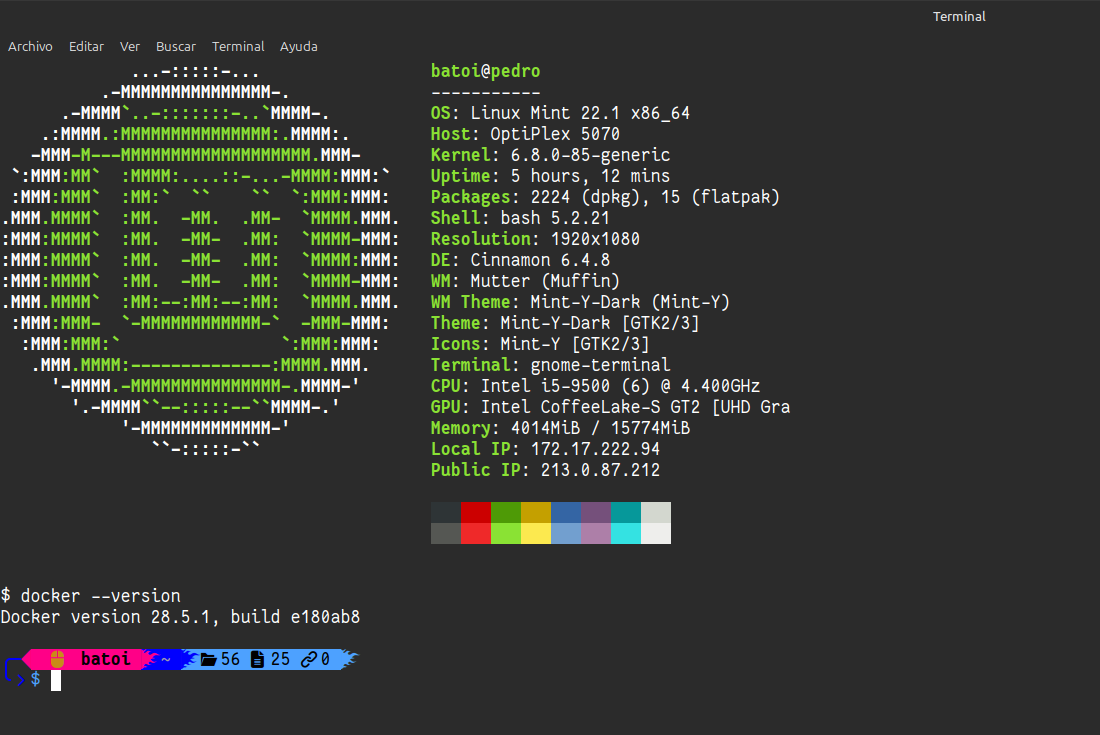 Terminal
Archivo Editar Ver Buscar Terminal Ayuda
...-:::::-...
.-MMMMMMMMMMMMMMM-.
.-MMMM`..-:::::::-..`MMMM-.
.:MMMM.:MMMMMMMMMMMMMMM:.MMMM:.
-MMM-M---MMMMMMMMMMMMMMMMMMM.MMM-
`:MMM:MM`  :MMMM:....::-...-MMMM:MMM:`
:MMM:MMM`  :MM:`  ``    ``  `:MMM:MMM:
.MMM.MMMM`  :MM.  -MM.  .MM-  `MMMM.MMM.
:MMM:MMMM`  :MM.  -MM-  .MM:  `MMMM-MMM:
:MMM:MMMM`  :MM.  -MM-  .MM:  `MMMM:MMM:
:MMM:MMMM`  :MM.  -MM-  .MM:  `MMMM-MMM:
.MMM.MMMM`  :MM:--:MM:--:MM:  `MMMM.MMM.
:MMM:MMM-  `-MMMMMMMMMMMM-`  -MMM-MMM:
:MMM:MMM:`                `:MMM:MMM:
.MMM.MMMM:--------------:MMMM.MMM.
'-MMMM.-MMMMMMMMMMMMMMM-.MMMM-'
'.-MMMM``--:::::--``MMMM-.'
'-MMMMMMMMMMMMM-'
``-:::::-``
batoi@pedro
-----------
OS: Linux Mint 22.1 x86_64
Host: OptiPlex 5070
Kernel: 6.8.0-85-generic
Uptime: 5 hours, 12 mins
Packages: 2224 (dpkg), 15 (flatpak)
Shell: bash 5.2.21
Resolution: 1920x1080
DE: Cinnamon 6.4.8
WM: Mutter (Muffin)
WM Theme: Mint-Y-Dark (Mint-Y)
Theme: Mint-Y-Dark [GTK2/3]
Icons: Mint-Y [GTK2/3]
Terminal: gnome-terminal
CPU: Intel i5-9500 (6) @ 4.400GHz
GPU: Intel CoffeeLake-S GT2 [UHD Gra
Memory: 4014MiB / 15774MiB
Local IP: 172.17.222.94
Public IP: 213.0.87.212
$ docker --version
Docker version 28.5.1, build e180ab8
batoi ~ 56 25 0
$